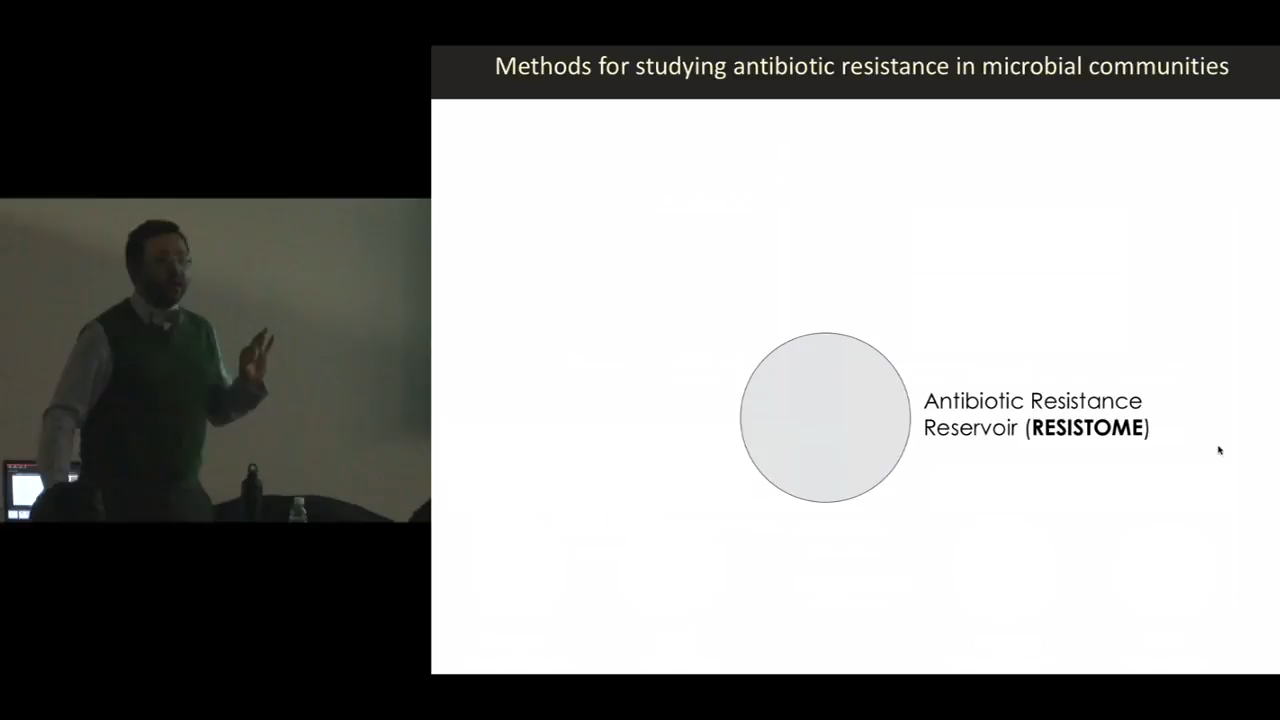 Methods for studying antibiotic resistance in microbial communities
Antibiotic Resistance
Reservoir (RESISTOME)